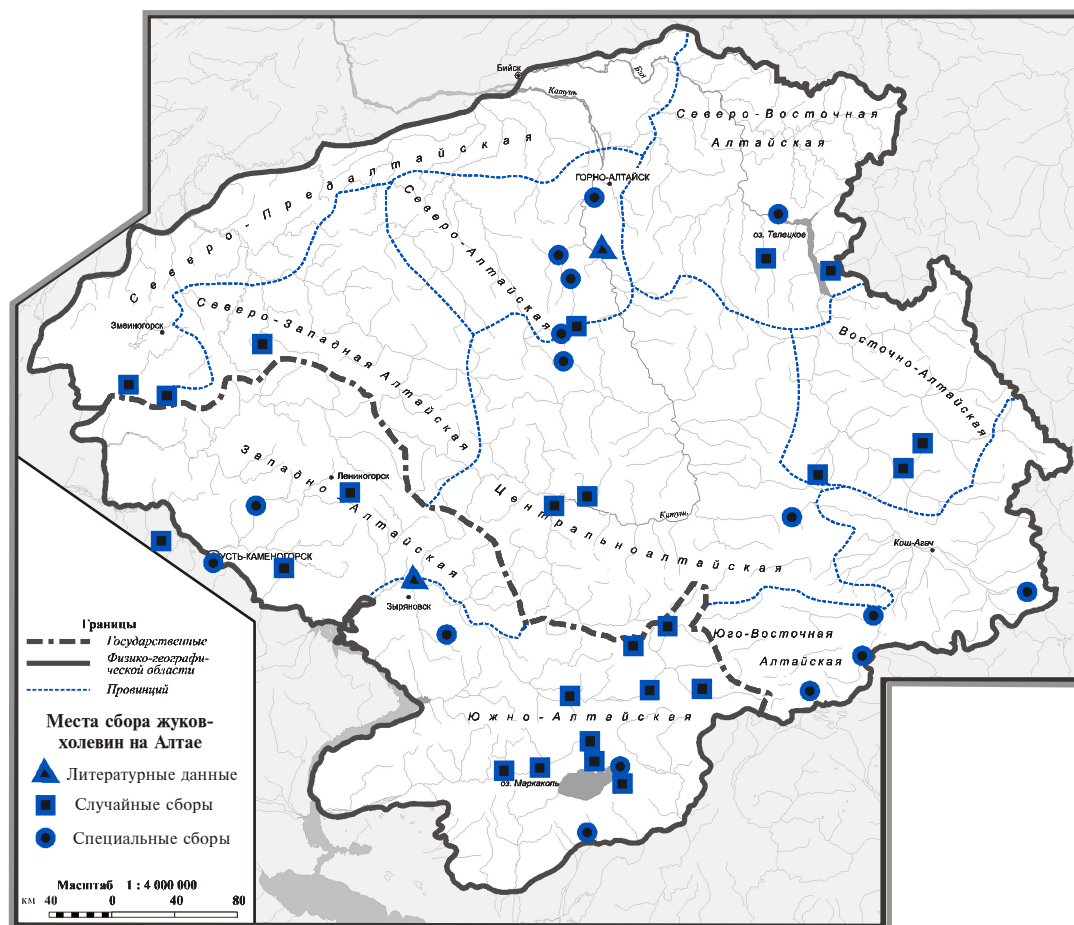 Бийск
Бия
Катунь
Северо-Восточная
Алтайская
Северо-Предалтайская
ГОРНО-АЛТАЙСК
Северо-Алтайская
оз. Телецкое
Змеиногорск
Северо-Западная Алтайская
Восточно-Алтайская
Западно-Алтайская
Лениногорск
Центральноалтайская
Катунь
Кош-Агач
УСТЬ-КАМЕНОГОРСК
Зыряновск
Юго-Восточная
Алтайская
Южно-Алтайская
оз. Маркаколь
Границы
Государственные
Физико-географи-
ческой области
Провинций
Места сбора жуков-
холевин на Алтае
Литературные данные
Случайные сборы
Специальные сборы
Масштаб 1 : 4 000 000
км 40 0 40 80